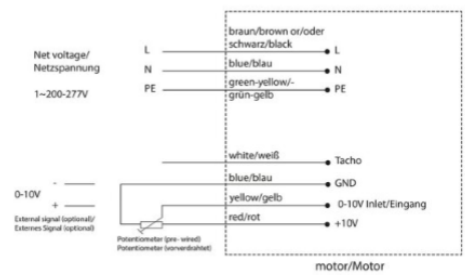 braun/brown or/oder
schwarz/black
Net voltage/
Netzspannung
1~200-277V
L
L
blue/blau
N
N
green-yellow/-
grün-gelb
PE
PE
white/weiß
Tacho
blue/blau
GND
-
0-10V
+
yellow/gelb
0-10V Inlet/Eingang
External signal (optional)/
Externes Signal (optional)
red/rot
+10V
Potentiometer (pre- wired)
Potentiometer (vorverdrahtet)
motor/Motor